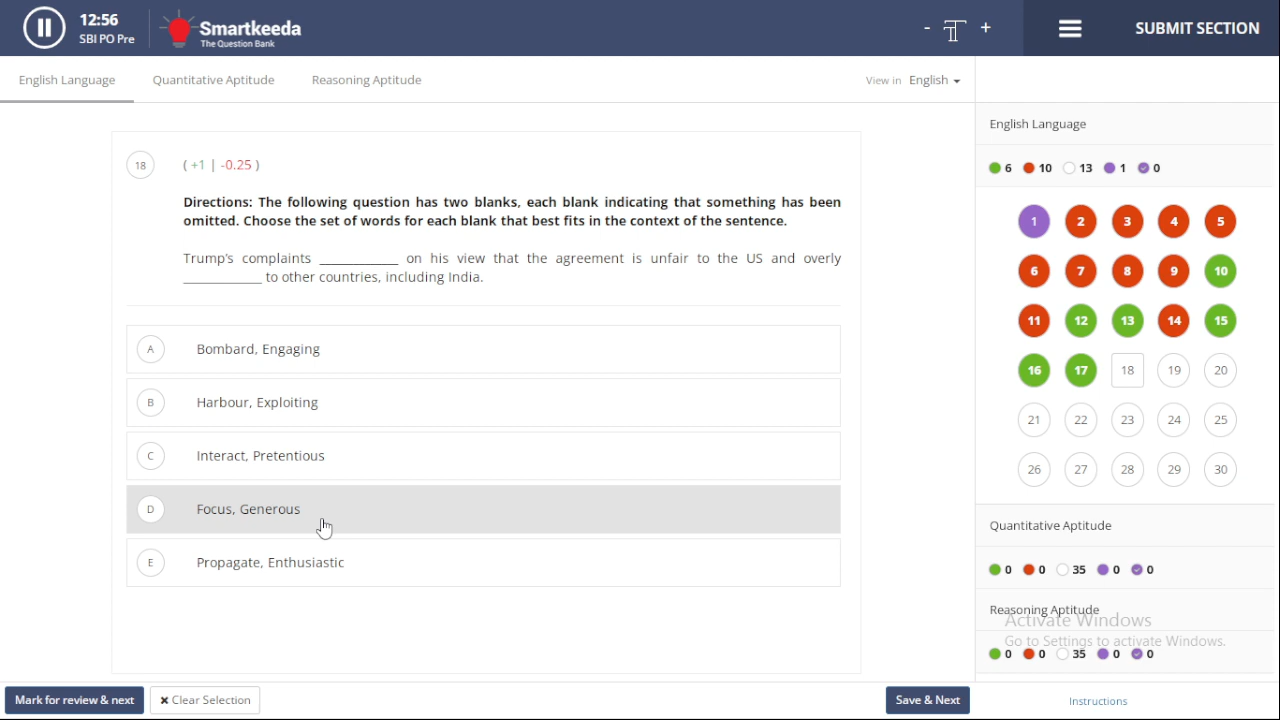 12:56
SBI PO Pre
Smartkeeda
The Question Bank
- T +
SUBMIT SECTION
English Language
Quantitative Aptitude
Reasoning Aptitude
View in English
18
( +1 | -0.25 )
Directions: The following question has two blanks, each blank indicating that something has been
omitted. Choose the set of words for each blank that best fits in the context of the sentence.
Trump's complaints ____________ on his view that the agreement is unfair to the US and overly
____________ to other countries, including India.
A Bombard, Engaging
B Harbour, Exploiting
C Interact, Pretentious
D Focus, Generous
E Propagate, Enthusiastic
Mark for review & next
✖ Clear Selection
Save & Next
English Language
6 10 13 1 0
1 2 3 4 5
6 7 8 9 10
11 12 13 14 15
16 17 18 19 20
21 22 23 24 25
26 27 28 29 30
Quantitative Aptitude
0 0 35 0 0
Reasoning Aptitude
Activate Windows
Go to Settings to activate Windows.
0 0 35 0 0
Instructions